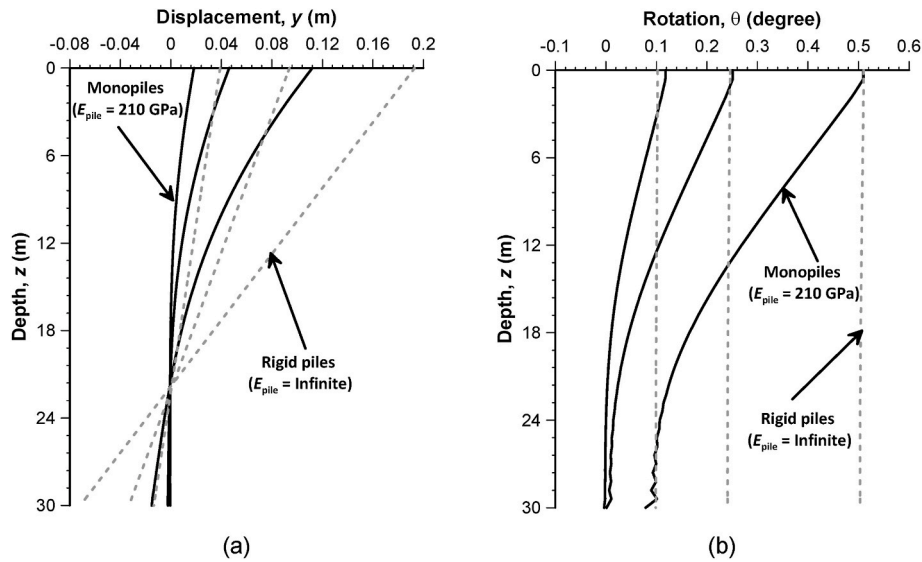 Displacement, y (m)
-0.08 -0.04 0 0.04 0.08 0.12 0.16 0.2
0
6
12
18
24
30
Depth, z (m)
Monopiles
(Epile = 210 GPa)
Rigid piles
(Epile = Infinite)
(a)
Rotation, θ (degree)
-0.1 0 0.1 0.2 0.3 0.4 0.5 0.6
0
6
12
18
24
30
Depth, z (m)
Monopiles
(Epile = 210 GPa)
Rigid piles
(Epile = Infinite)
(b)